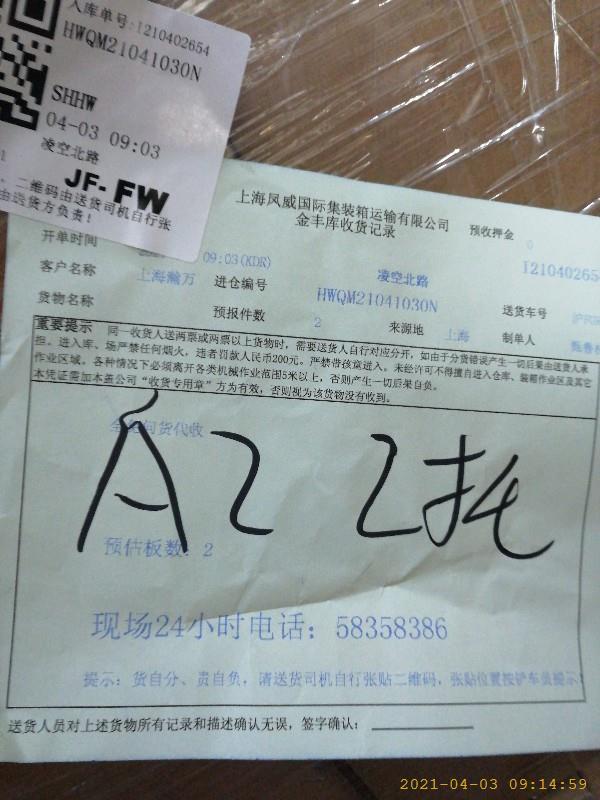 入库单号:I210402654
HWQM21041030N
SHHW
04-03 09:03
凌空北路
JF-FW
二维码由送货司机自行张
由送货方负责!
上海凤威国际集装箱运输有限公司
金丰库收货记录
预收押金 0
开单时间 09:03(KDR) 凌空北路 I21040265
客户名称 上海瀚万 进仓编号 HWQM21041030N 送货车号
货物名称 预报件数 2 来源地 上海 制单人
重要提示 同一收货人送两票或两票以上货物时,需要送货人自行对应分开,如由于分货错误产生一切后果由送货人承
担。进入库、场严禁任何烟火,违者罚款人民币200元。严禁带孩童进入。未经许可不得擅自进入仓库、装箱作业区及其它
作业区域。各种情况下必须离开各类机械作业范围5米以上,否则产生一切后果自负。
本凭证需加本盖公司“收货专用章”方为有效,否则视为该货物没有收到。
货代收
A2 2托
预估板数:2
现场24小时电话:58358386
提示:货自分、责自负,请送货司机自行张贴二维码,张贴位置按铲车员提示
送货人员对上述货物所有记录和描述确认无误,签字确认:
2021-04-03 09:14:59